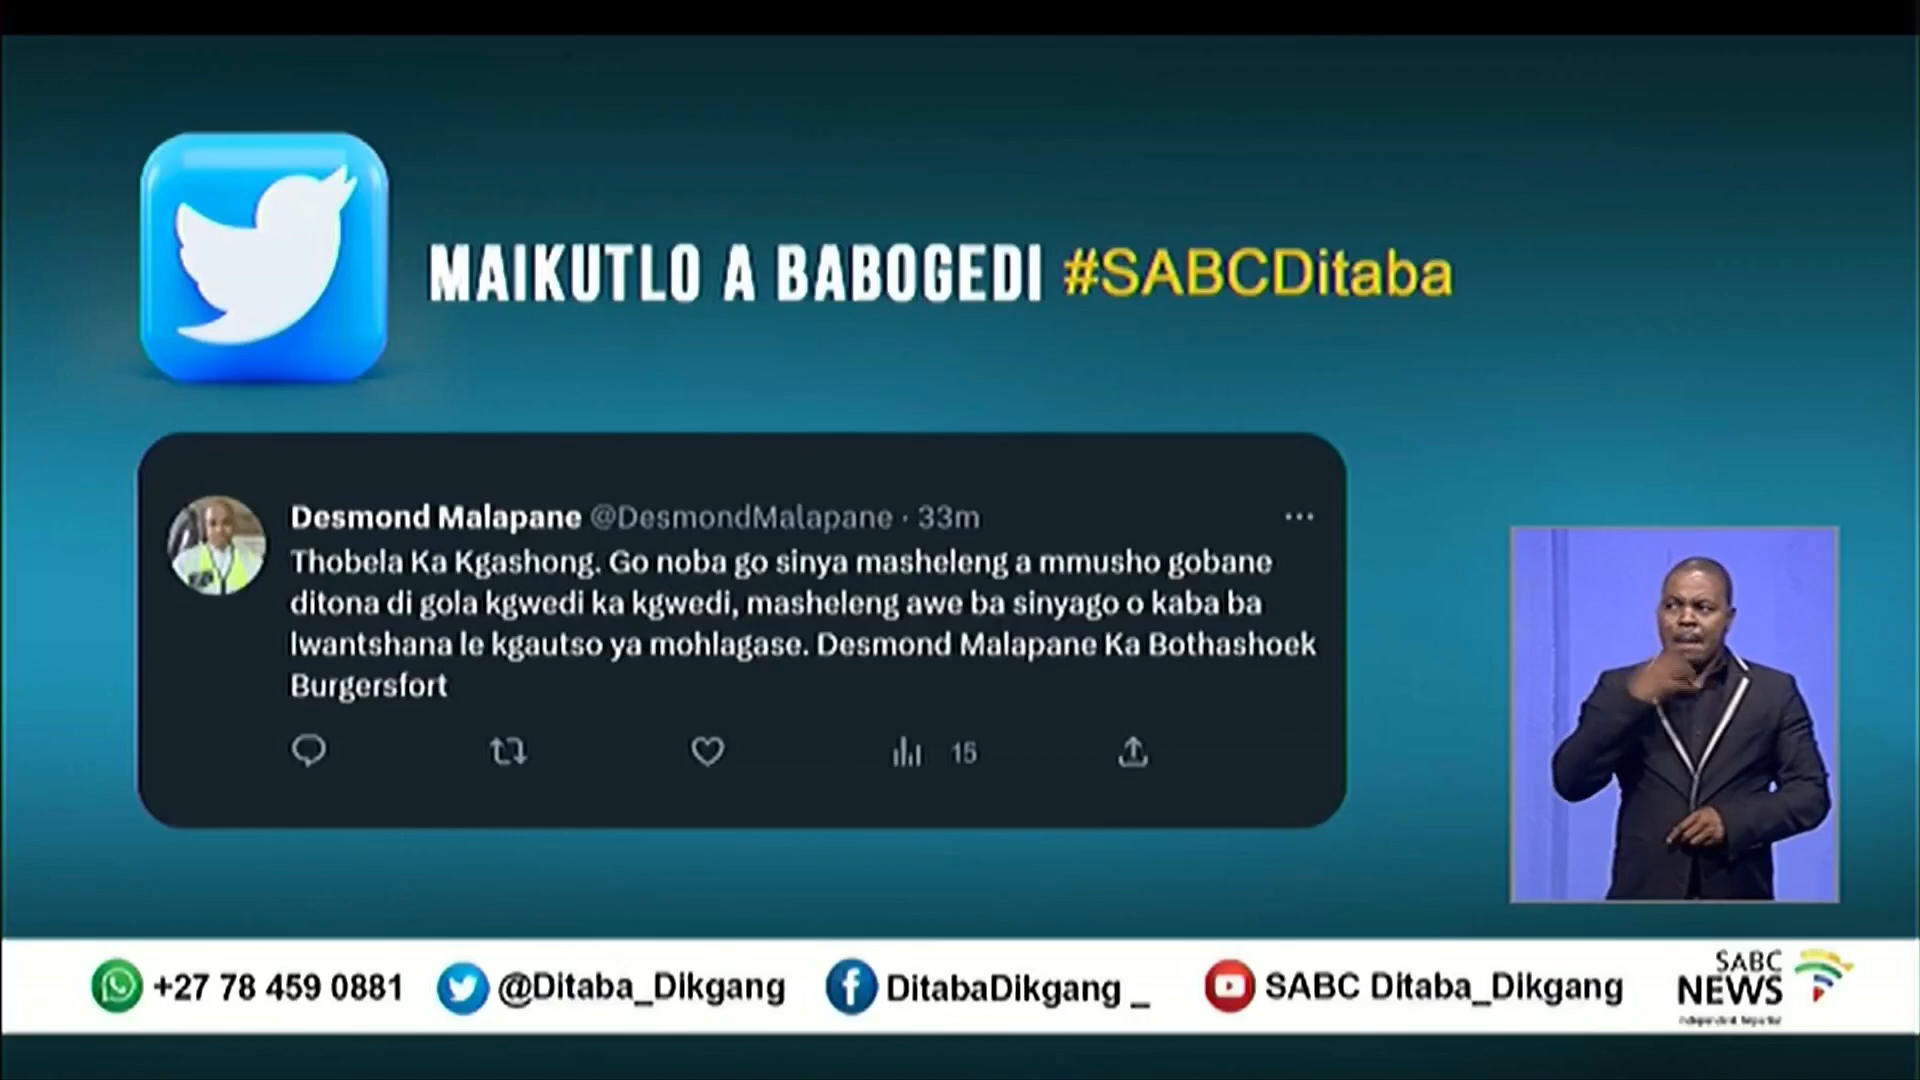 MAIKUTLO A BABOGEDI #SABCDitaba
Desmond Malapane @DesmondMalapane · 33m
Thobela Ka Kgashong. Go noba go sinya masheleng a mmusho gobane
ditona di gola kgwedi ka kgwedi, masheleng awe ba sinyago o kaba ba
lwantshana le kgautso ya mohlagase. Desmond Malapane Ka Bothashoek
Burgersfort
15
+27 78 459 0881 @Ditaba_Dikgang DitabaDikgang _ SABC Ditaba_Dikgang
SABC
NEWS